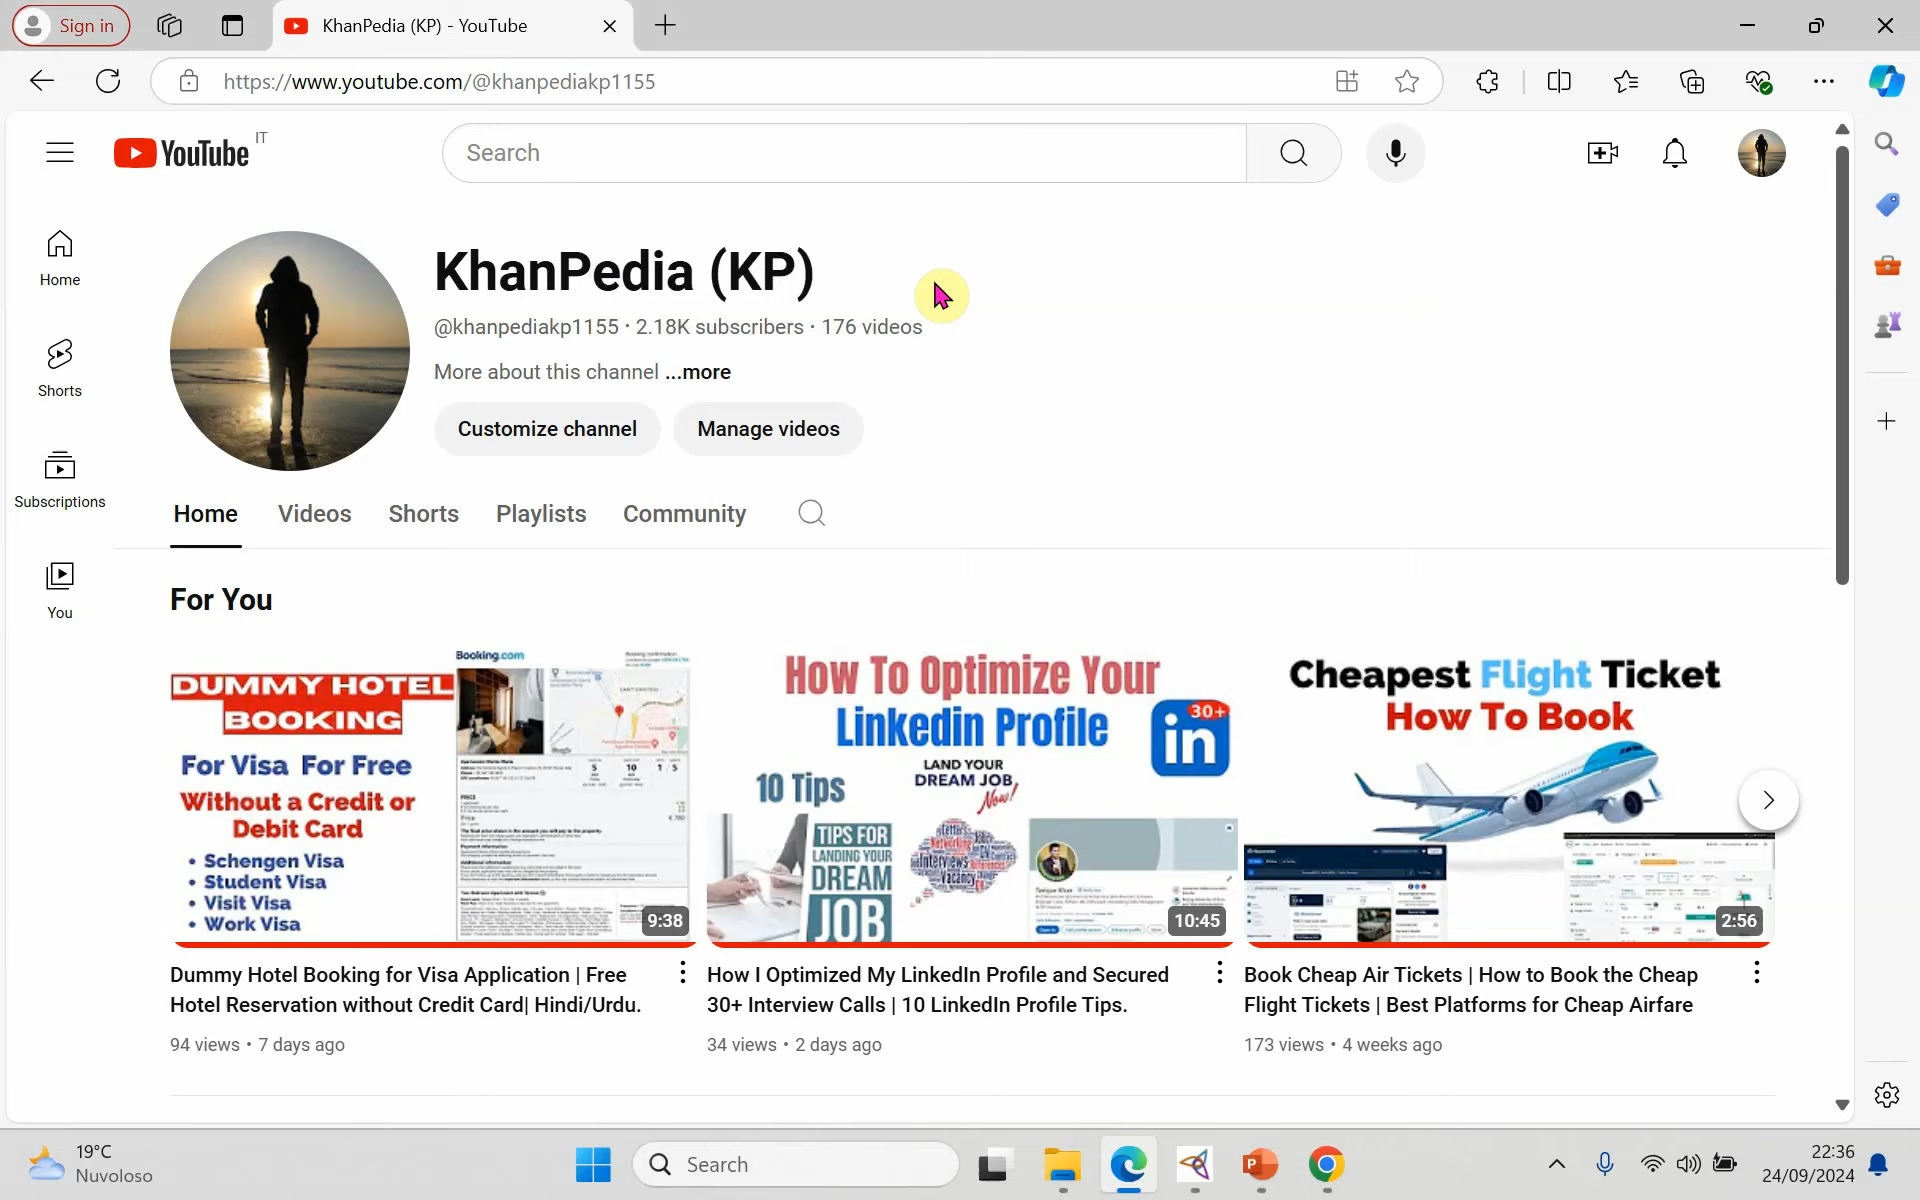 Sign in
KhanPedia (KP) - YouTube
https://www.youtube.com/@khanpediakp1155
YouTube IT
Search
Home
Shorts
Subscriptions
You
KhanPedia (KP)
@khanpediakp1155 · 2.18K subscribers · 176 videos
More about this channel ...more
Customize channel
Manage videos
Home Videos Shorts Playlists Community
For You
DUMMY HOTEL
BOOKING
For Visa For Free
Without a Credit or
Debit Card
• Schengen Visa
• Student Visa
• Visit Visa
• Work Visa
Booking.com
9:38
How To Optimize Your
Linkedin Profile
30+
in
10 Tips
LAND YOUR
DREAM JOB
Now!
TIPS FOR
LANDING YOUR
DREAM
JOB
10:45
Cheapest Flight Ticket
How To Book
2:56
Dummy Hotel Booking for Visa Application | Free
Hotel Reservation without Credit Card| Hindi/Urdu.
94 views • 7 days ago
How I Optimized My LinkedIn Profile and Secured
30+ Interview Calls | 10 LinkedIn Profile Tips.
34 views • 2 days ago
Book Cheap Air Tickets | How to Book the Cheap
Flight Tickets | Best Platforms for Cheap Airfare
173 views • 4 weeks ago
19°C
Nuvoloso
Search
22:36
24/09/2024